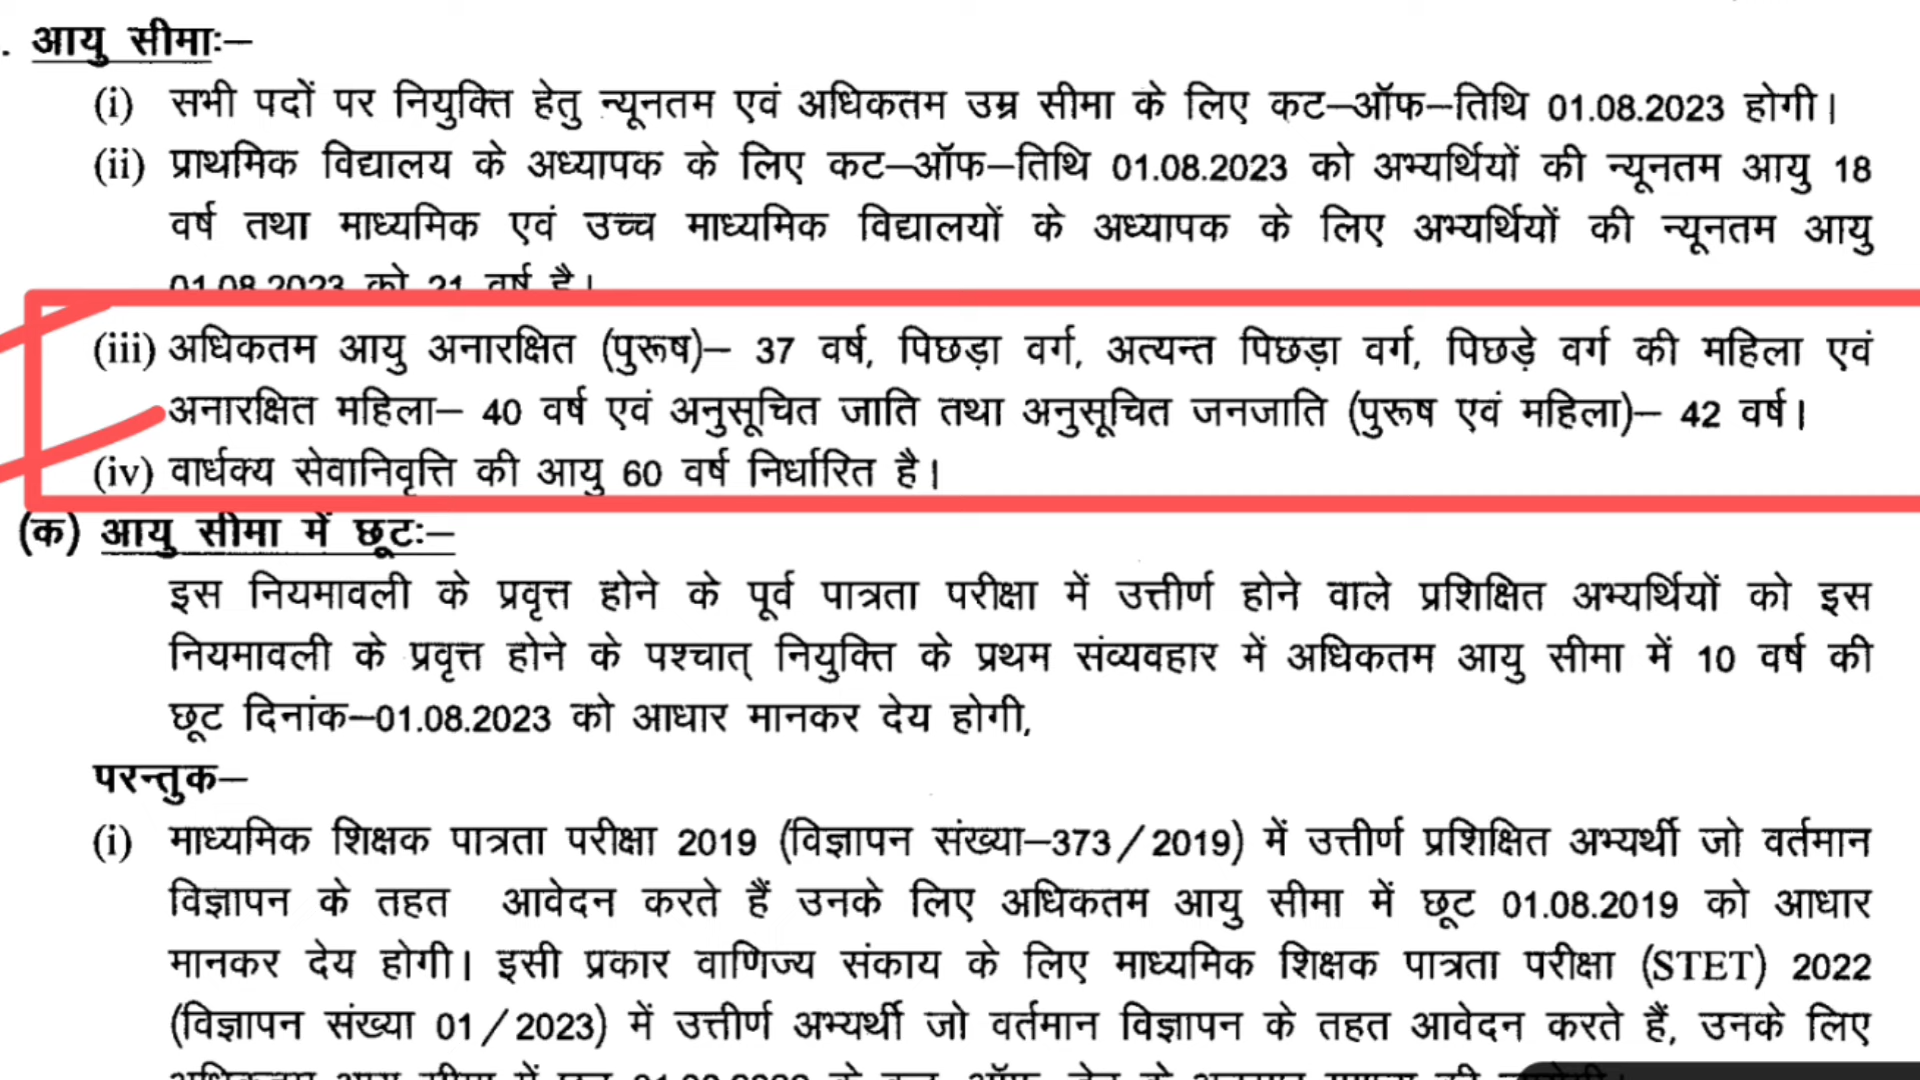 . आयु सीमाः–
(i) सभी पदों पर नियुक्ति हेतु न्यूनतम एवं अधिकतम उम्र सीमा के लिए कट–ऑफ–तिथि 01.08.2023 होगी।
(ii) प्राथमिक विद्यालय के अध्यापक के लिए कट–ऑफ–तिथि 01.08.2023 को अभ्यर्थियों की न्यूनतम आयु 18
वर्ष तथा माध्यमिक एवं उच्च माध्यमिक विद्यालयों के अध्यापक के लिए अभ्यर्थियों की न्यूनतम आयु
01.08.2023 को 21 वर्ष है।
(iii) अधिकतम आयु अनारक्षित (पुरूष)– 37 वर्ष, पिछड़ा वर्ग, अत्यन्त पिछड़ा वर्ग, पिछड़े वर्ग की महिला एवं
अनारक्षित महिला– 40 वर्ष एवं अनुसूचित जाति तथा अनुसूचित जनजाति (पुरूष एवं महिला)– 42 वर्ष।
(iv) वार्धक्य सेवानिवृत्ति की आयु 60 वर्ष निर्धारित है।
(क) आयु सीमा में छूटः–
इस नियमावली के प्रवृत्त होने के पूर्व पात्रता परीक्षा में उत्तीर्ण होने वाले प्रशिक्षित अभ्यर्थियों को इस
नियमावली के प्रवृत्त होने के पश्चात् नियुक्ति के प्रथम संव्यवहार में अधिकतम आयु सीमा में 10 वर्ष की
छूट दिनांक–01.08.2023 को आधार मानकर देय होगी,
परन्तुक–
(i) माध्यमिक शिक्षक पात्रता परीक्षा 2019 (विज्ञापन संख्या–373/2019) में उत्तीर्ण प्रशिक्षित अभ्यर्थी जो वर्तमान
विज्ञापन के तहत आवेदन करते हैं उनके लिए अधिकतम आयु सीमा में छूट 01.08.2019 को आधार
मानकर देय होगी। इसी प्रकार वाणिज्य संकाय के लिए माध्यमिक शिक्षक पात्रता परीक्षा (STET) 2022
(विज्ञापन संख्या 01/2023) में उत्तीर्ण अभ्यर्थी जो वर्तमान विज्ञापन के तहत आवेदन करते हैं, उनके लिए